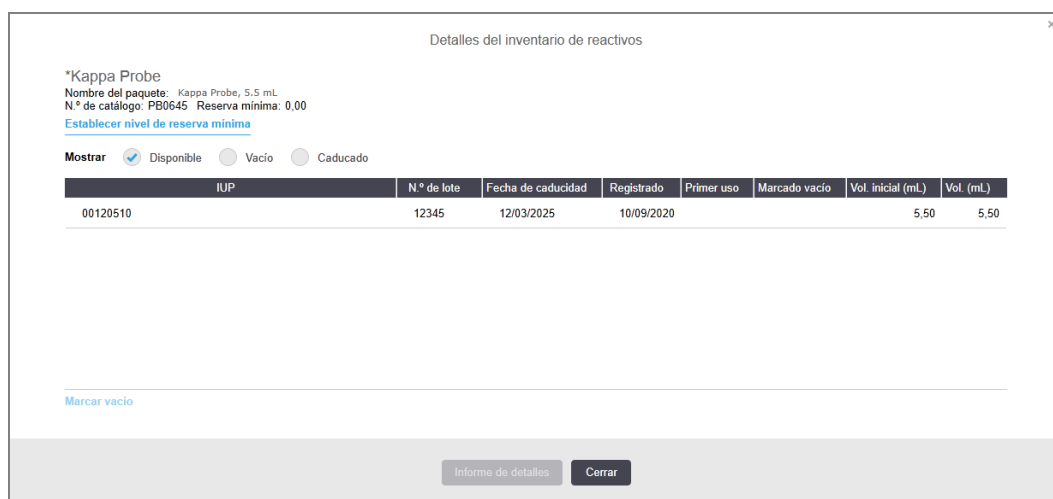 ×
Detalles del inventario de reactivos
*Kappa Probe
Nombre del paquete: Kappa Probe, 5.5 mL
N.º de catálogo: PB0645 Reserva mínima: 0,00
Establecer nivel de reserva mínima
Mostrar Disponible Vacío Caducado
IUP N.º de lote Fecha de caducidad Registrado Primer uso Marcado vacío Vol. inicial (mL) Vol. (mL)
00120510 12345 12/03/2025 10/09/2020 5,50 5,50
Marcar vacío
Informe de detalles Cerrar